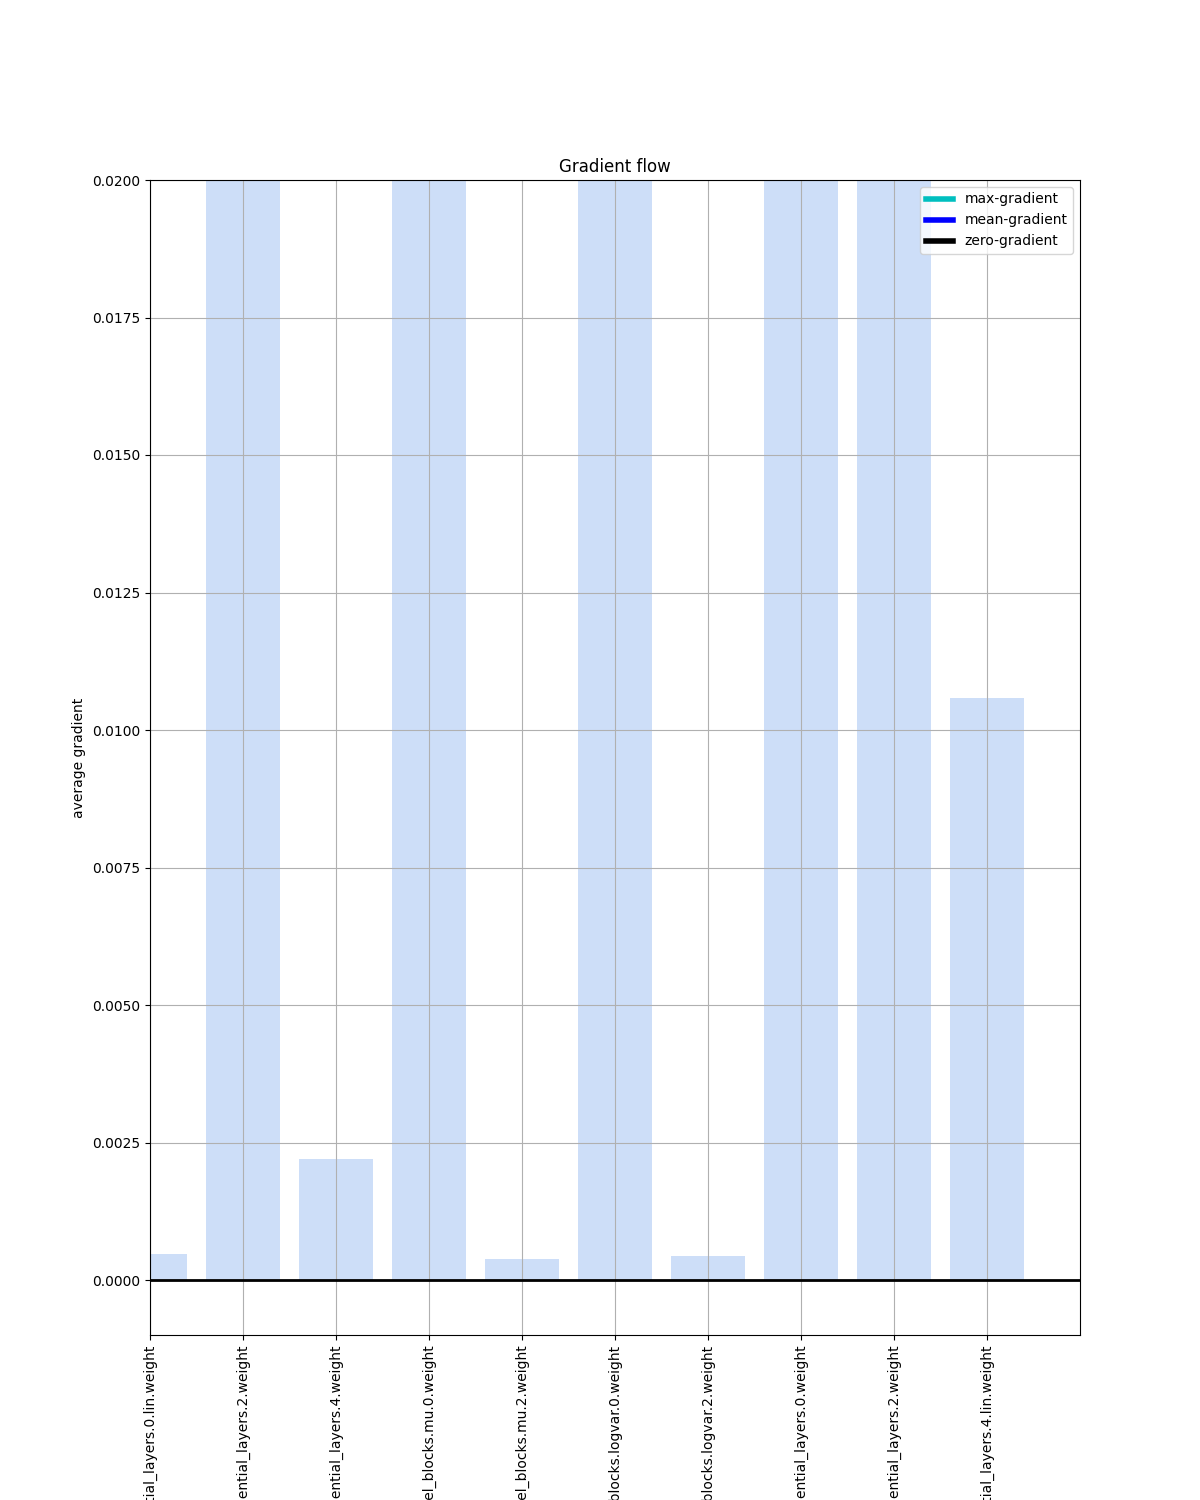 Gradient flow
max-gradient
mean-gradient
zero-gradient
0.0200
0.0175
0.0150
0.0125
0.0100
0.0075
0.0050
0.0025
0.0000
average gradient
tial_layers.0.lin.weight
ential_layers.2.weight
ential_layers.4.weight
el_blocks.mu.0.weight
el_blocks.mu.2.weight
blocks.logvar.0.weight
blocks.logvar.2.weight
ential_layers.0.weight
ential_layers.2.weight
tial_layers.4.lin.weight